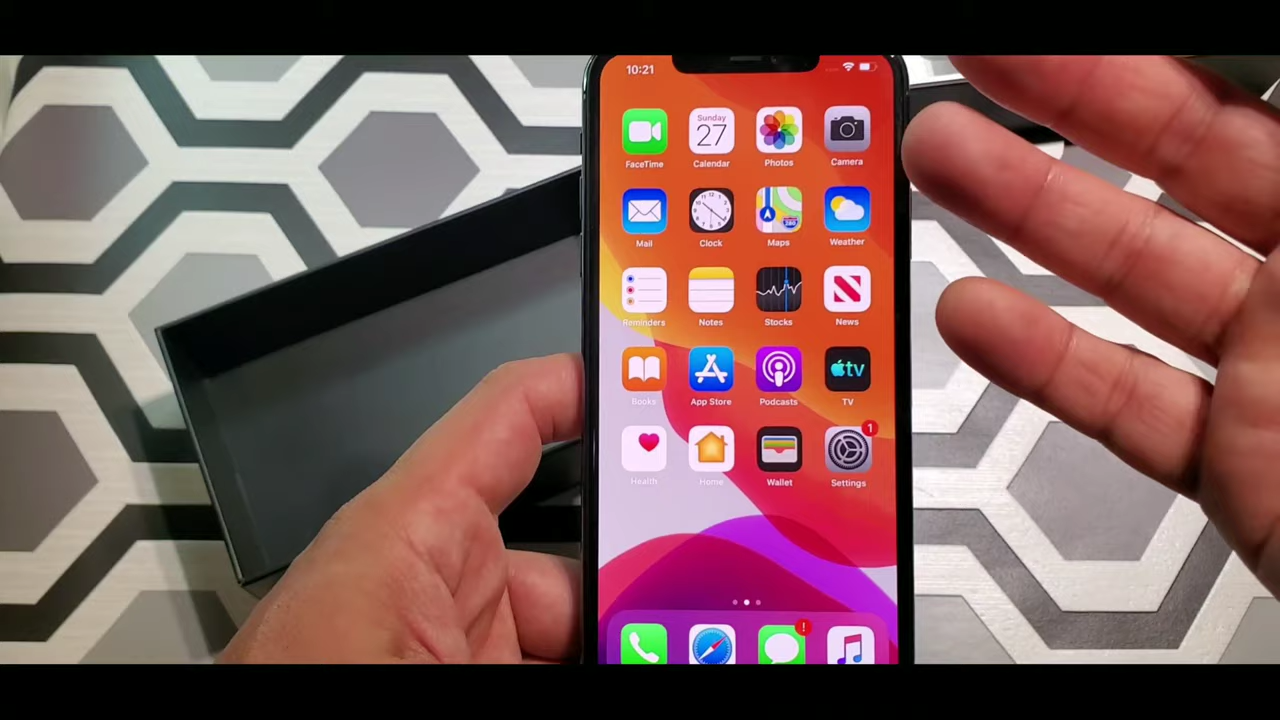 10:21
Sunday
27
FaceTime
Calendar
Photos
Camera
Mail
Clock
Maps
Weather
Reminders
Notes
Stocks
News
tv
Books
App Store
Podcasts
TV
1
Health
Home
Wallet
Settings
!